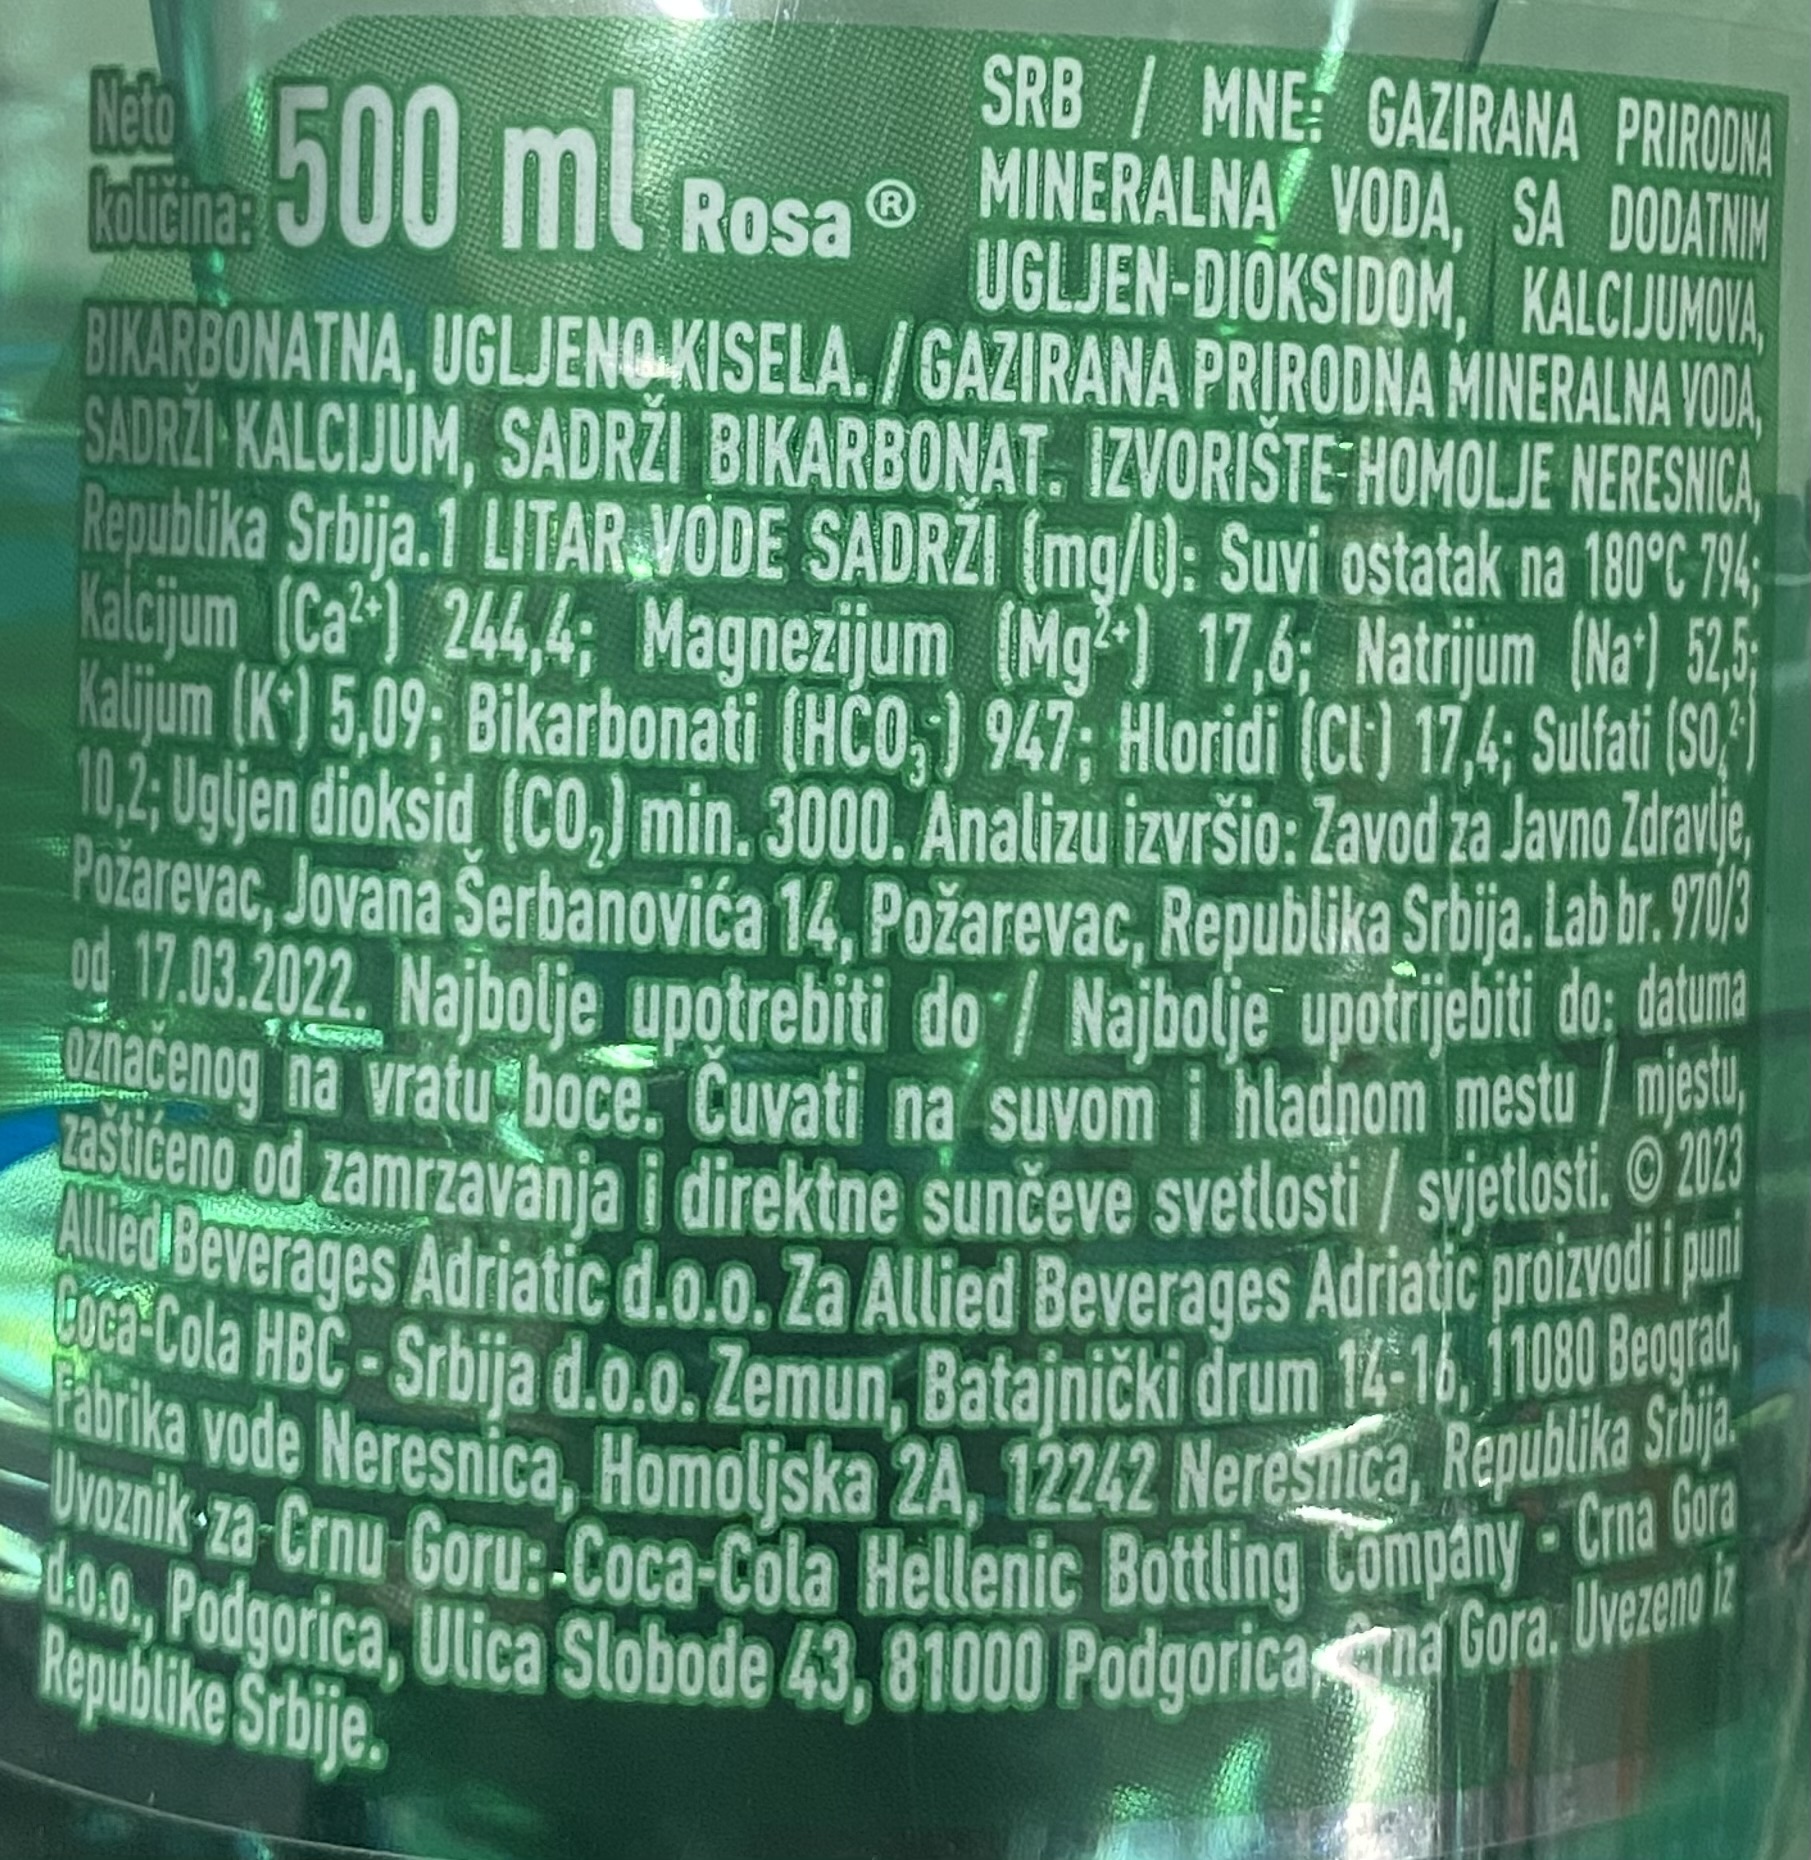 Neto
količina: 500 ml Rosa®
SRB / MNE: GAZIRANA PRIRODNA
MINERALNA VODA, SA DODATNIM
UGLJEN-DIOKSIDOM, KALCIJUMOVA,
BIKARBONATNA, UGLJENO KISELA. / GAZIRANA PRIRODNA MINERALNA VODA,
SADRŽI KALCIJUM, SADRŽI BIKARBONAT. IZVORIŠTE HOMOLJE NERESNICA,
Republika Srbija. 1 LITAR VODE SADRŽI (mg/l): Suvi ostatak na 180°C 794;
Kalcijum (Ca²⁺) 244,4; Magnezijum (Mg²⁺) 17,6; Natrijum (Na⁺) 52,5;
Kalijum (K⁺) 5,09; Bikarbonati (HCO₃⁻) 947; Hloridi (Cl⁻) 17,4; Sulfati (SO₄²⁻)
10,2; Ugljen dioksid (CO₂) min. 3000. Analizu izvršio: Zavod za Javno Zdravlje,
Požarevac, Jovana Šerbanovića 14, Požarevac, Republika Srbija. Lab br. 970/3
od 17.03.2022. Najbolje upotrebiti do / Najbolje upotrijebiti do: datuma
označenog na vratu boce. Čuvati na suvom i hladnom mestu / mjestu,
zaštićeno od zamrzavanja i direktne sunčeve svetlosti / svjetlosti. © 2023
Allied Beverages Adriatic d.o.o. Za Allied Beverages Adriatic proizvodi i puni
Coca-Cola HBC - Srbija d.o.o. Zemun, Batajnički drum 14-16, 11080 Beograd,
Fabrika vode Neresnica, Homoljska 2A, 12242 Neresnica, Republika Srbija.
Uvoznik za Crnu Goru: Coca-Cola Hellenic Bottling Company - Crna Gora
d.o.o., Podgorica, Ulica Slobode 43, 81000 Podgorica, Crna Gora. Uvezeno iz
Republike Srbije.